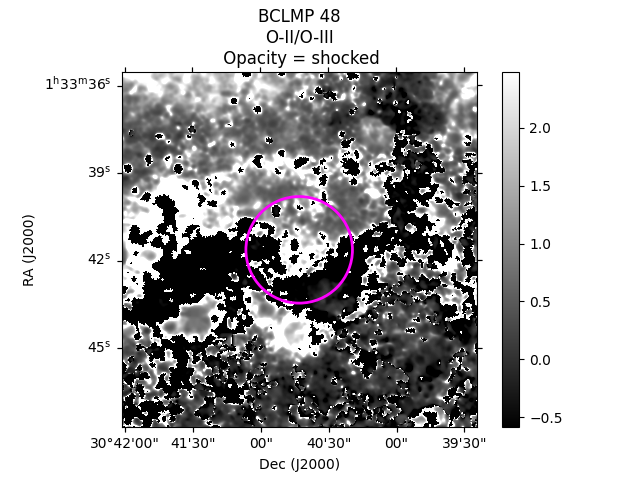 BCLMP 48
O-II/O-III
Opacity = shocked
1ʰ33ᵐ36ˢ
39ˢ
42ˢ
45ˢ
RA (J2000)
30°42'00" 41'30" 00" 40'30" 00" 39'30"
Dec (J2000)
2.0
1.5
1.0
0.5
0.0
−0.5